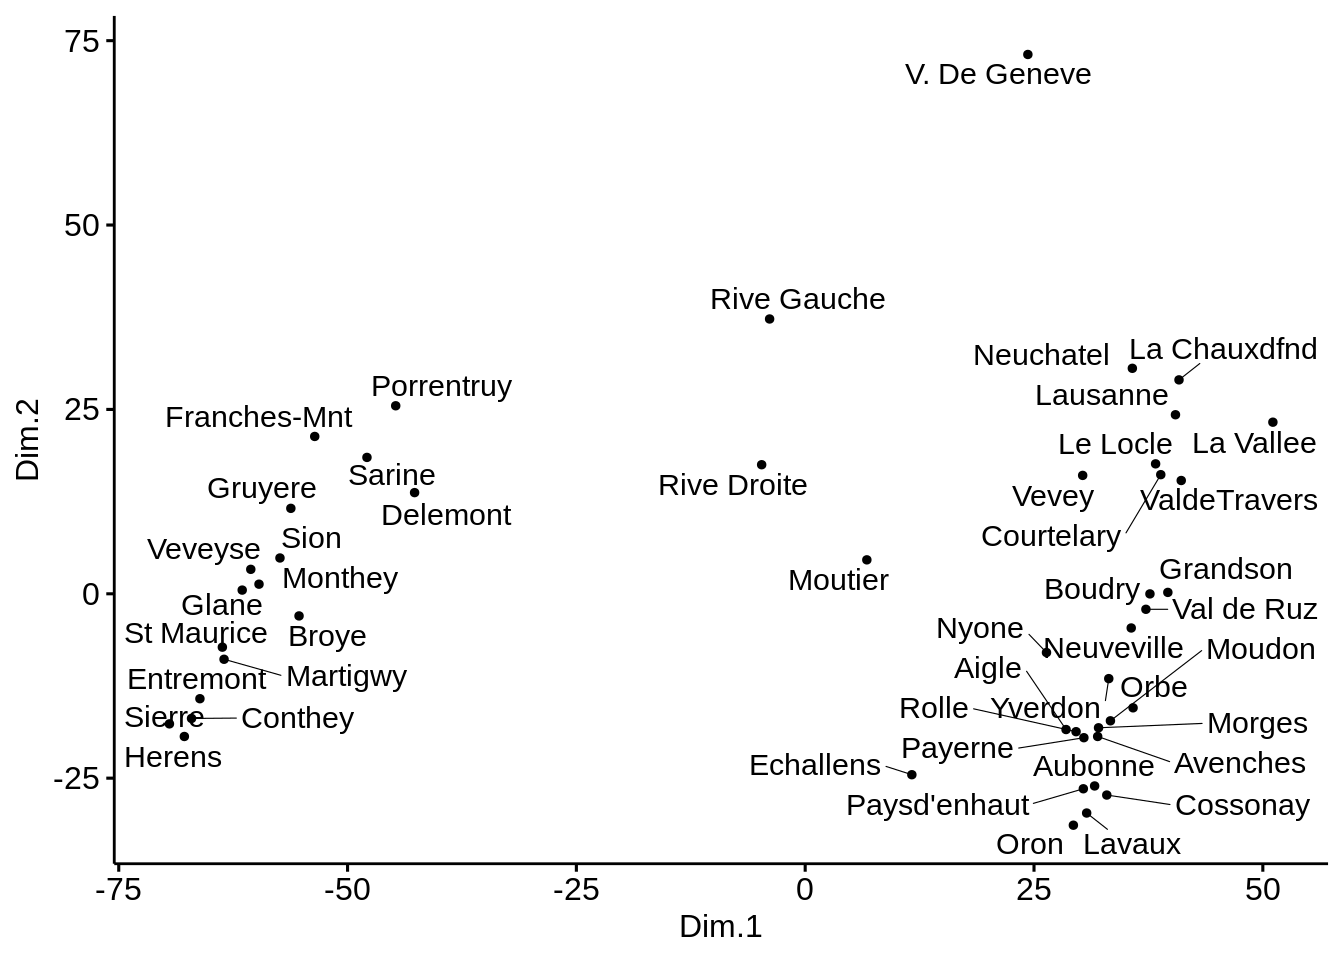 75
V. De Geneve
50
Rive Gauche
Neuchatel
La Chauxdfnd
Porrentruy
Lausanne
25
Franches-Mnt
Dim.2
Le Locle
La Vallee
Sarine
Rive Droite
Gruyere
Vevey
ValdeTravers
Delemont
Courtelary
Sion
Veveyse
Grandson
Monthey
Moutier
Boudry
0
Glane
Val de Ruz
St Maurice
Broye
Nyone
Neuveville
Moudon
Aigle
Entremont
Martigwy
Orbe
Sierre
Conthey
Rolle
Yverdon
Morges
Payerne
Herens
Echallens
Aubonne
Avenches
-25
Paysd'enhaut
Cossonay
Oron
Lavaux
-75
-50
-25
0
25
50
Dim.1